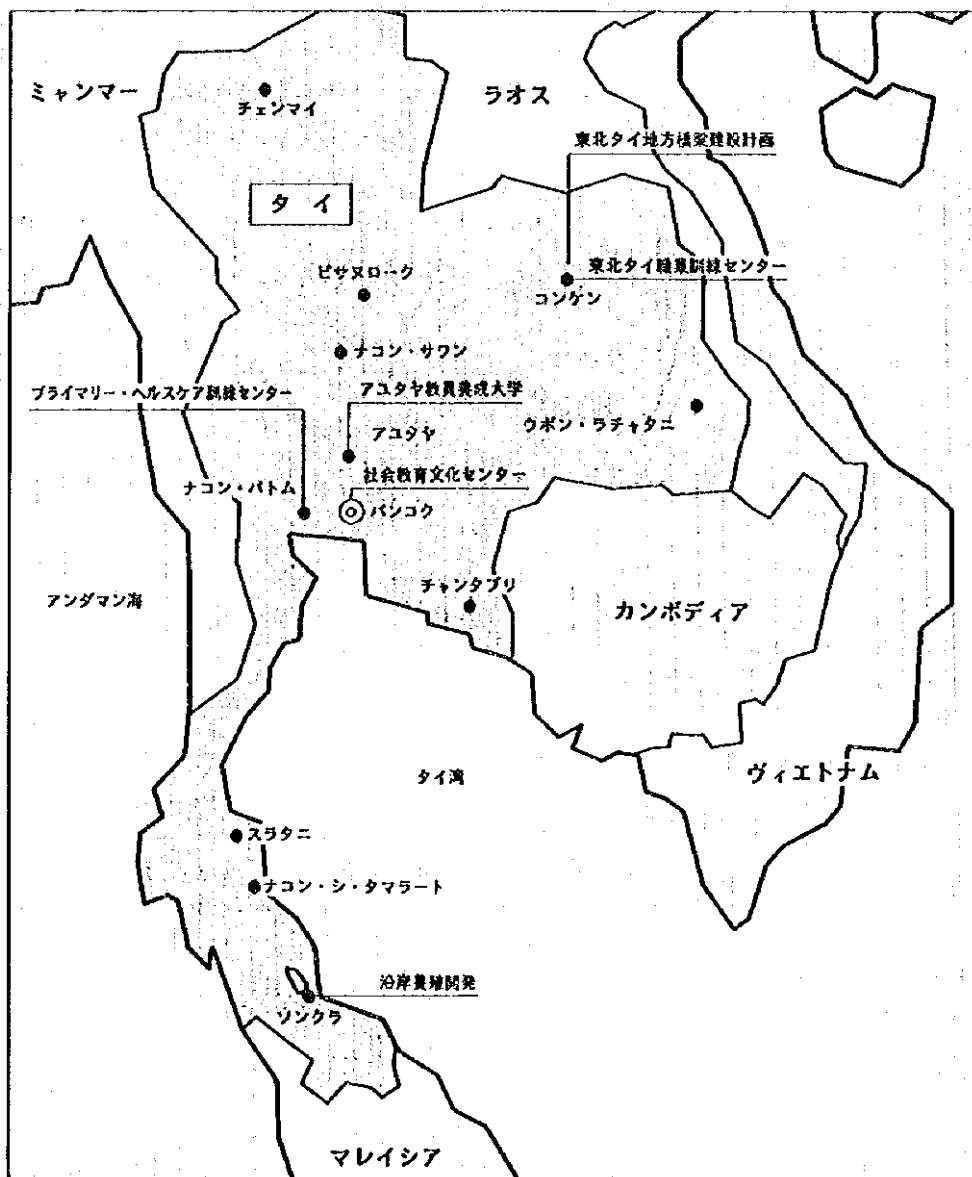 ミャンマー
ラオス
チェンマイ
東北タイ地方橋梁建設計画
タイ
ピサヌローク
東北タイ職業訓練センター
コンケン
ナコン・サワン
プライマリー・ヘルスケア訓練センター
アユタヤ教員養成大学
ウボン・ラチャタニ
アユタヤ
社会教育文化センター
ナコン・パトム
バンコク
チャンタブリ
アンダマン海
カンボディア
タイ湾
ヴィエトナム
スラタニ
ナコン・シ・タマラート
沿岸養殖開発
ソンクラ
マレイシア